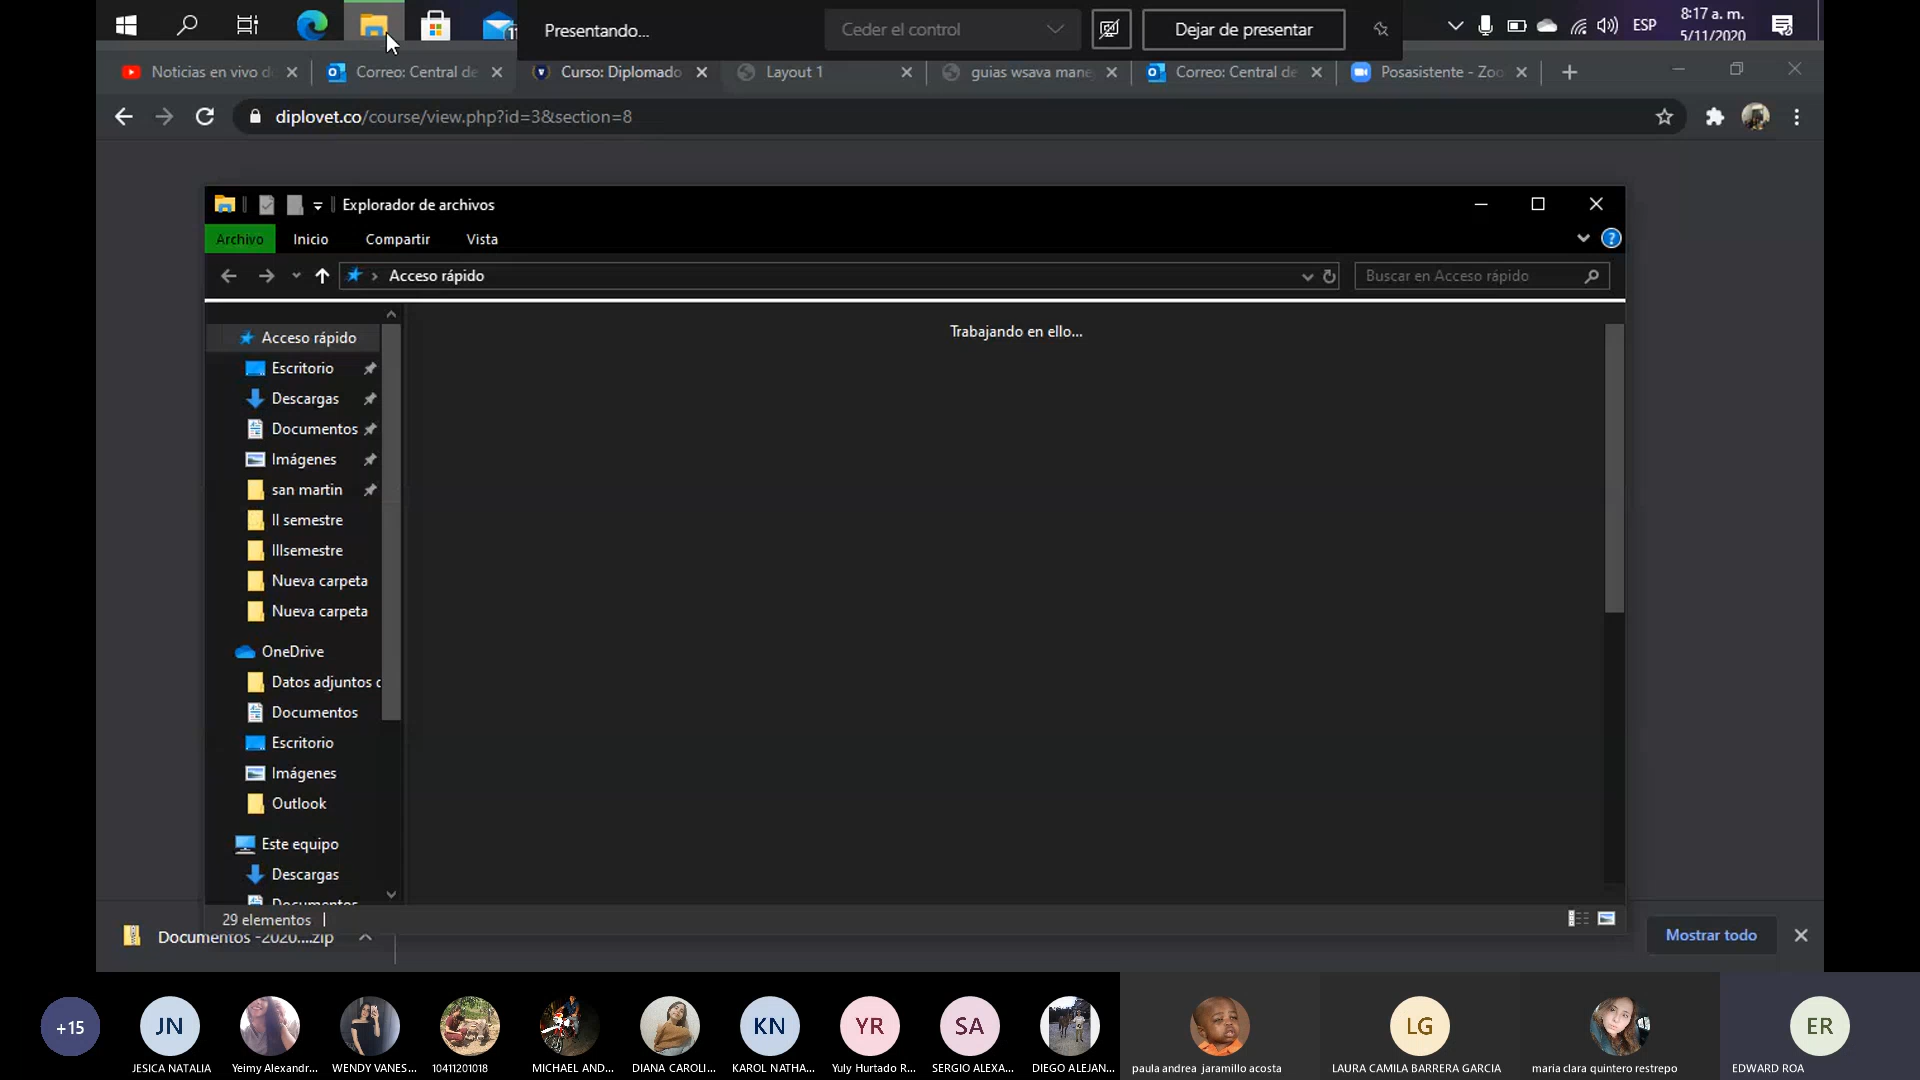 Presentando...
Ceder el control
Dejar de presentar
ESP
8:17 a. m.
5/11/2020
Noticias en vivo d
Correo: Central de
Curso: Diplomado
Layout 1
guias wsava mane
Correo: Central de
Posasistente - Zoo
diplovet.co/course/view.php?id=3&section=8
Explorador de archivos
Archivo
Inicio
Compartir
Vista
Acceso rápido
Buscar en Acceso rápido
Trabajando en ello...
Acceso rápido
Escritorio
Descargas
Documentos
Imágenes
san martin
II semestre
IIIsemestre
Nueva carpeta
Nueva carpeta
OneDrive
Datos adjuntos c
Documentos
Escritorio
Imágenes
Outlook
Este equipo
Descargas
Documentos
29 elementos
Documentos -2020....zip
Mostrar todo
+15
JN
KN
YR
SA
LG
ER
JESICA NATALIA
Yeimy Alexandr...
WENDY VANES...
10411201018
MICHAEL AND...
DIANA CAROLI...
KAROL NATHA...
Yuly Hurtado R...
SERGIO ALEXA...
DIEGO ALEJAN...
paula andrea jaramillo acosta
LAURA CAMILA BARRERA GARCIA
maria clara quintero restrepo
EDWARD ROA